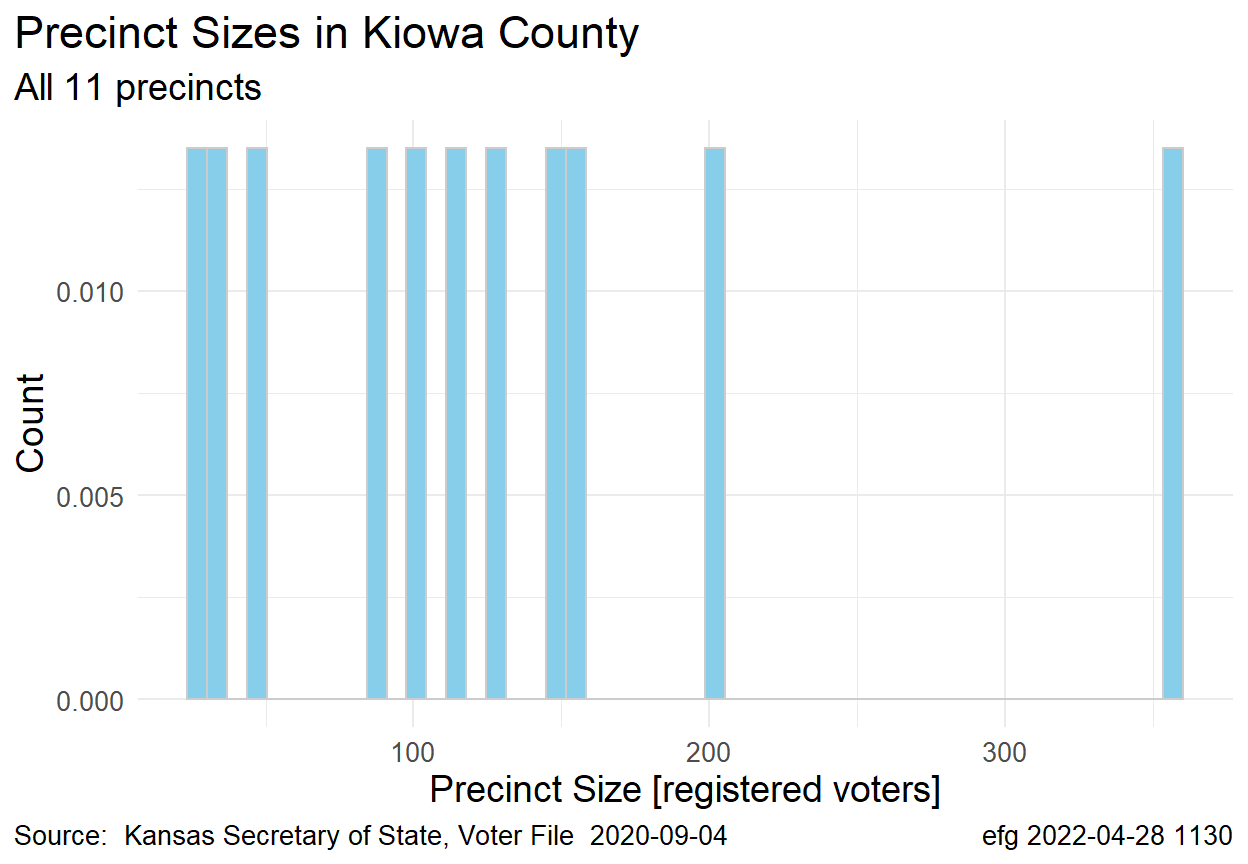 Precinct Sizes in Kiowa County
All 11 precincts
Count
0.010
0.005
0.000
100 200 300
Precinct Size [registered voters]
Source:  Kansas Secretary of State, Voter File  2020-09-04 efg 2022-04-28 1130